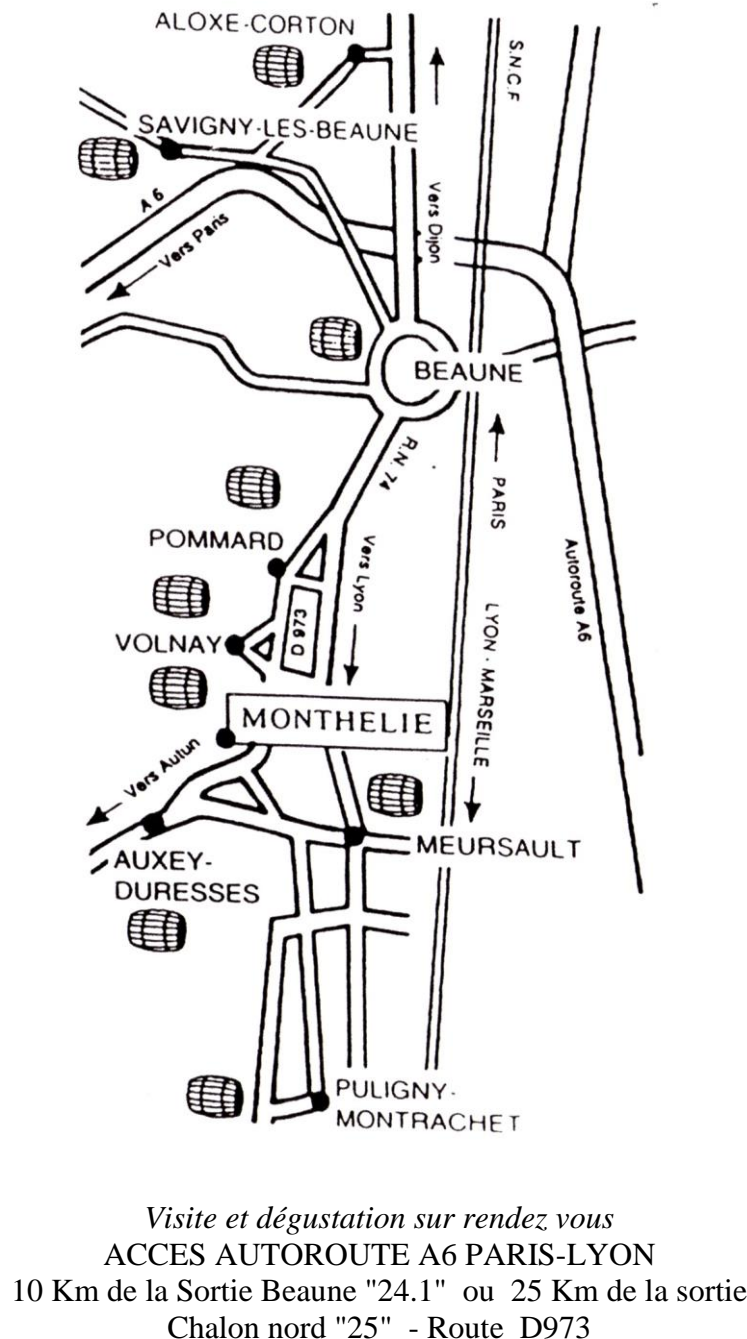 ALOXE-CORTON
S.N.C.F
SAVIGNY-LES-BEAUNE
A 6
Vers Paris
Vers Dijon
BEAUNE
R.N. 74
PARIS
POMMARD
Vers Lyon
Autoroute A6
D 973
VOLNAY
LYON - MARSEILLE
MONTHELIE
Vers Autun
MEURSAULT
AUXEY-
DURESSES
PULIGNY-
MONTRACHET
Visite et dégustation sur rendez vous
ACCES AUTOROUTE A6 PARIS-LYON
10 Km de la Sortie Beaune "24.1" ou 25 Km de la sortie
Chalon nord "25" - Route D973